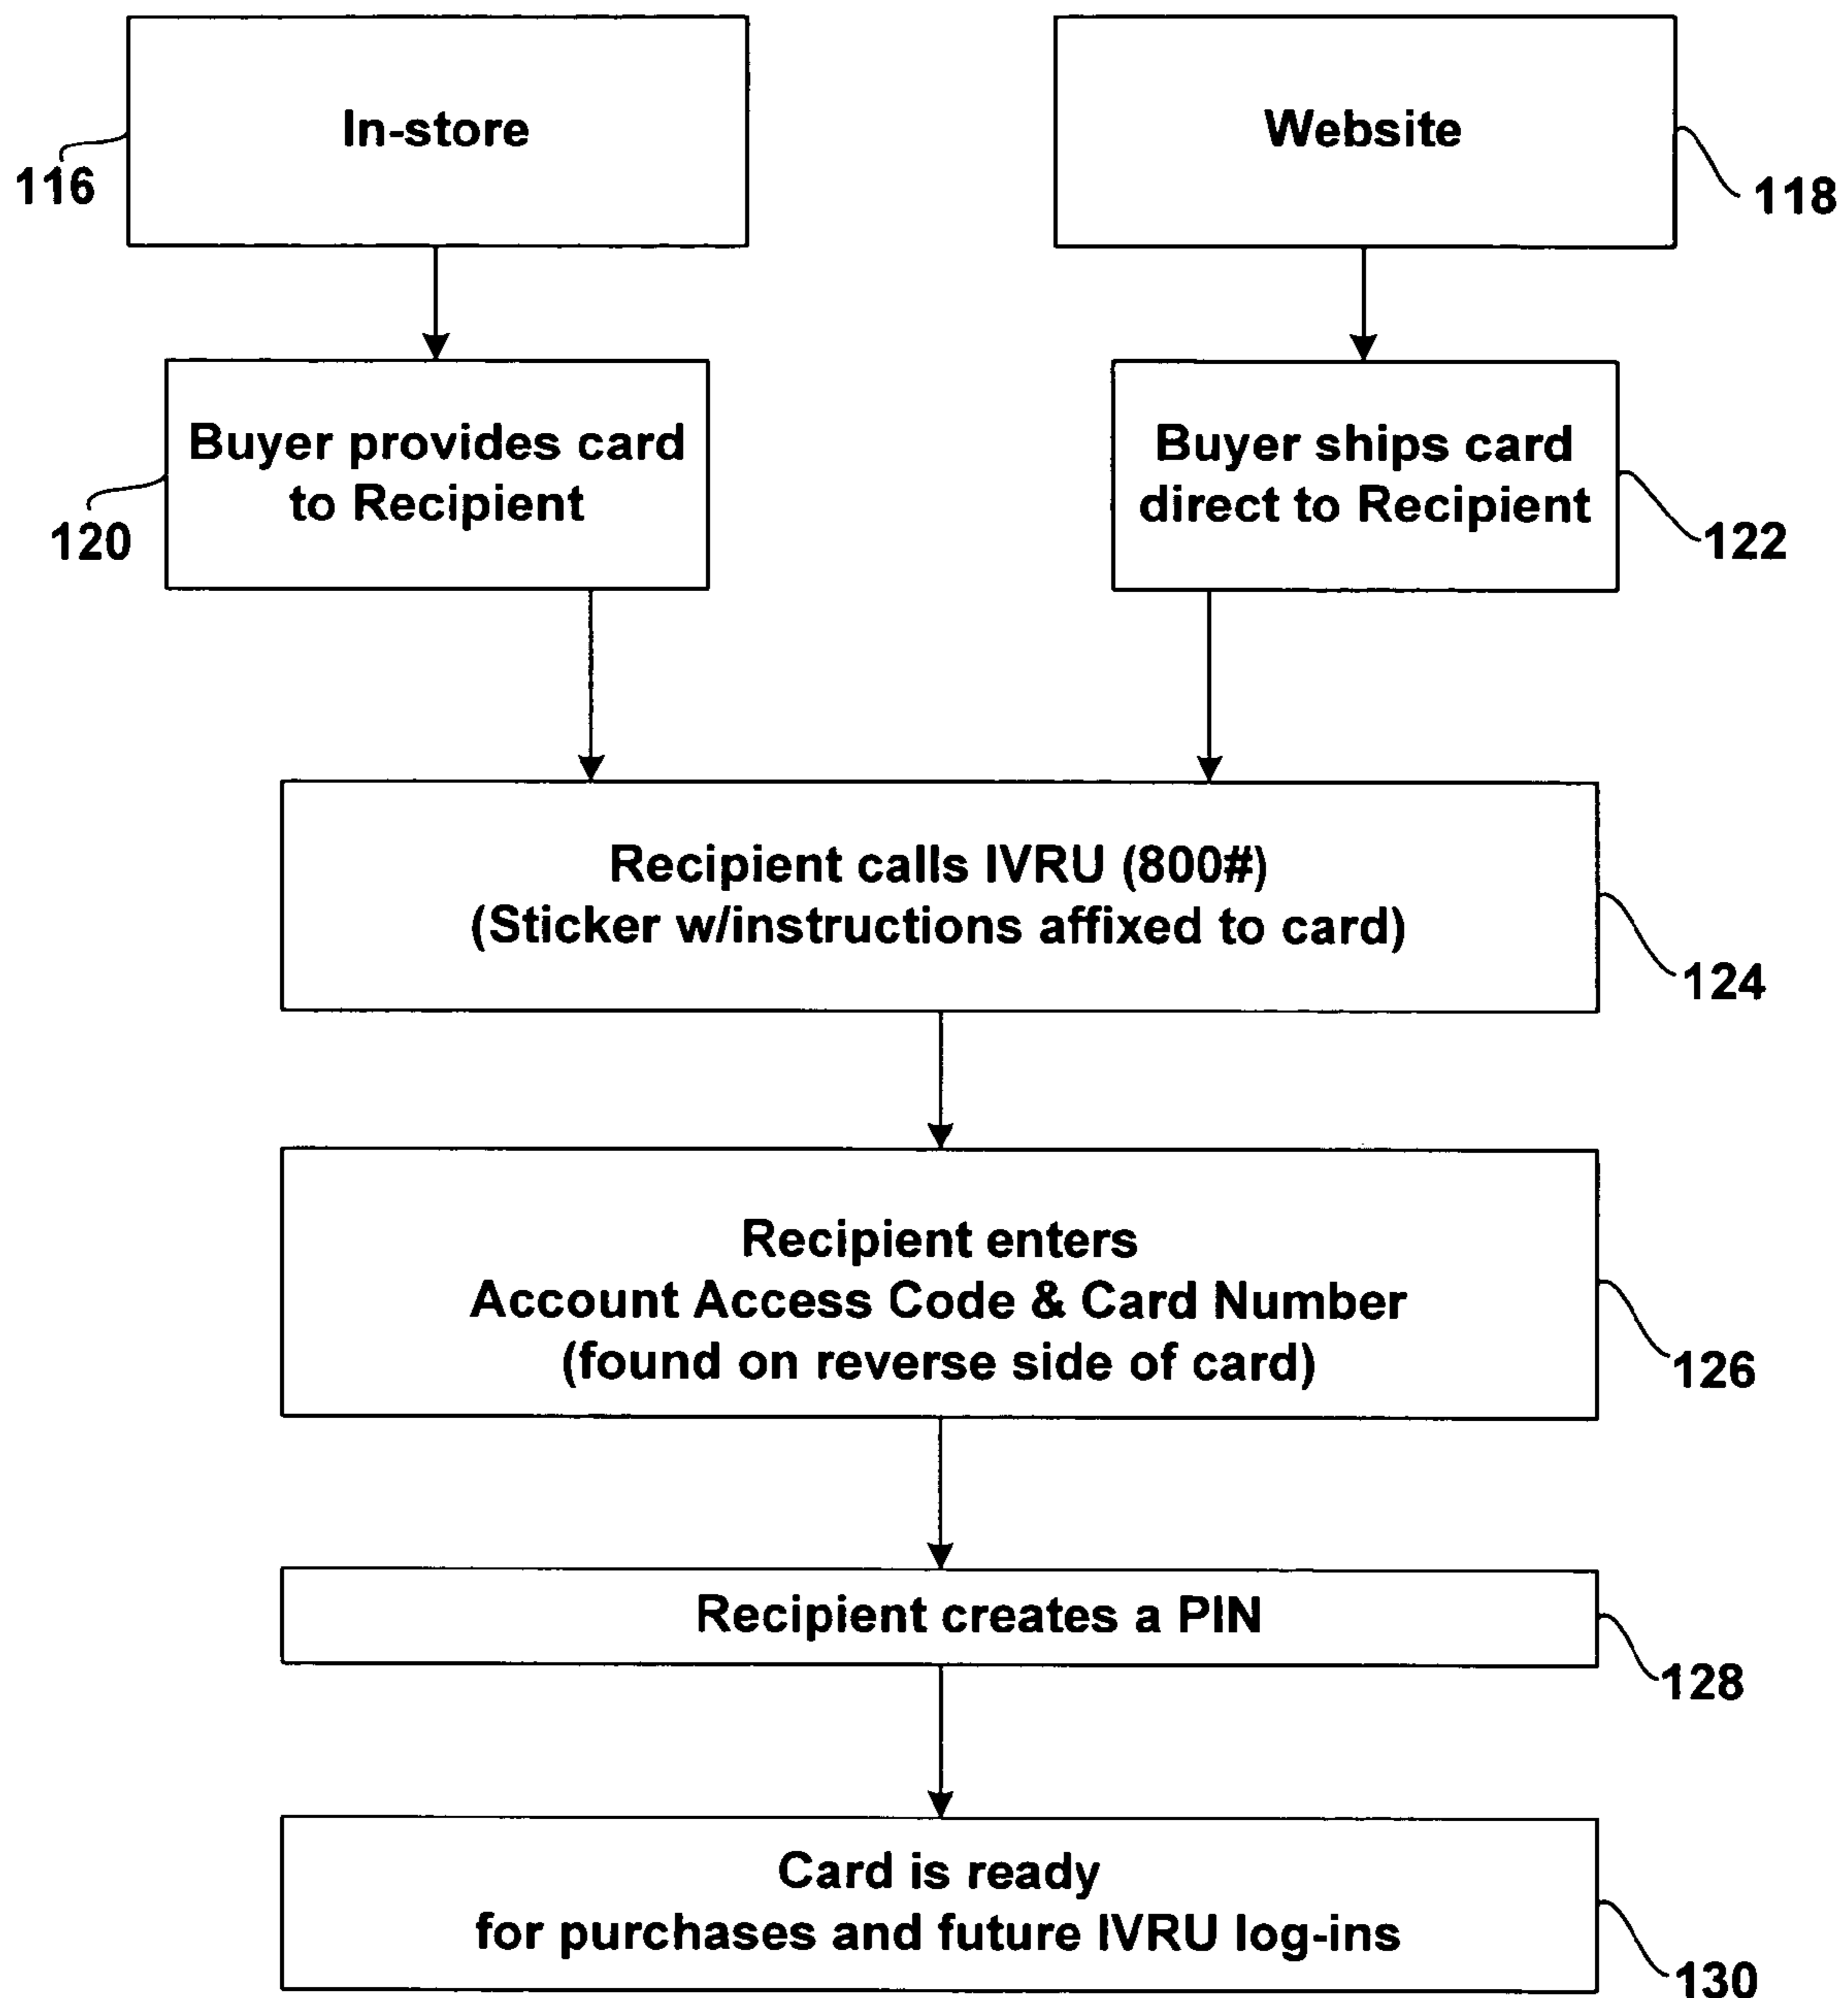 In-store
Website
116
118
Buyer provides card
to Recipient
Buyer ships card
direct to Recipient
120
122
Recipient calls IVRU (800#)
(Sticker w/instructions affixed to card)
124
Recipient enters
Account Access Code & Card Number
(found on reverse side of card)
126
Recipient creates a PIN
128
Card is ready
for purchases and future IVRU log-ins
130